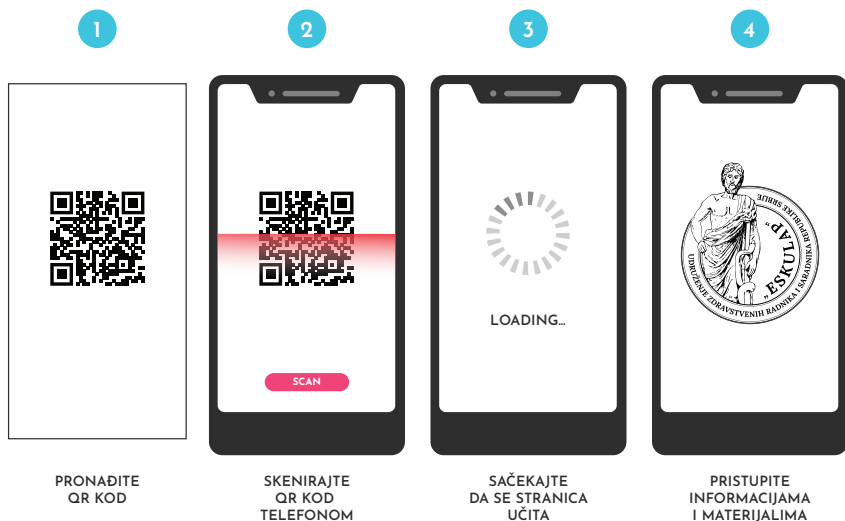 1
2
3
4
SCAN
LOADING...
UDRUŽENJE ZDRAVSTVENIH RADNIKA I SARADNIKA REPUBLIKE SRBIJE
„ESKULAP”
PRONAĐITE
QR KOD
SKENIRAJTE
QR KOD
TELEFONOM
SAČEKAJTE
DA SE STRANICA
UČITA
PRISTUPITE
INFORMACIJAMA
I MATERIJALIMA